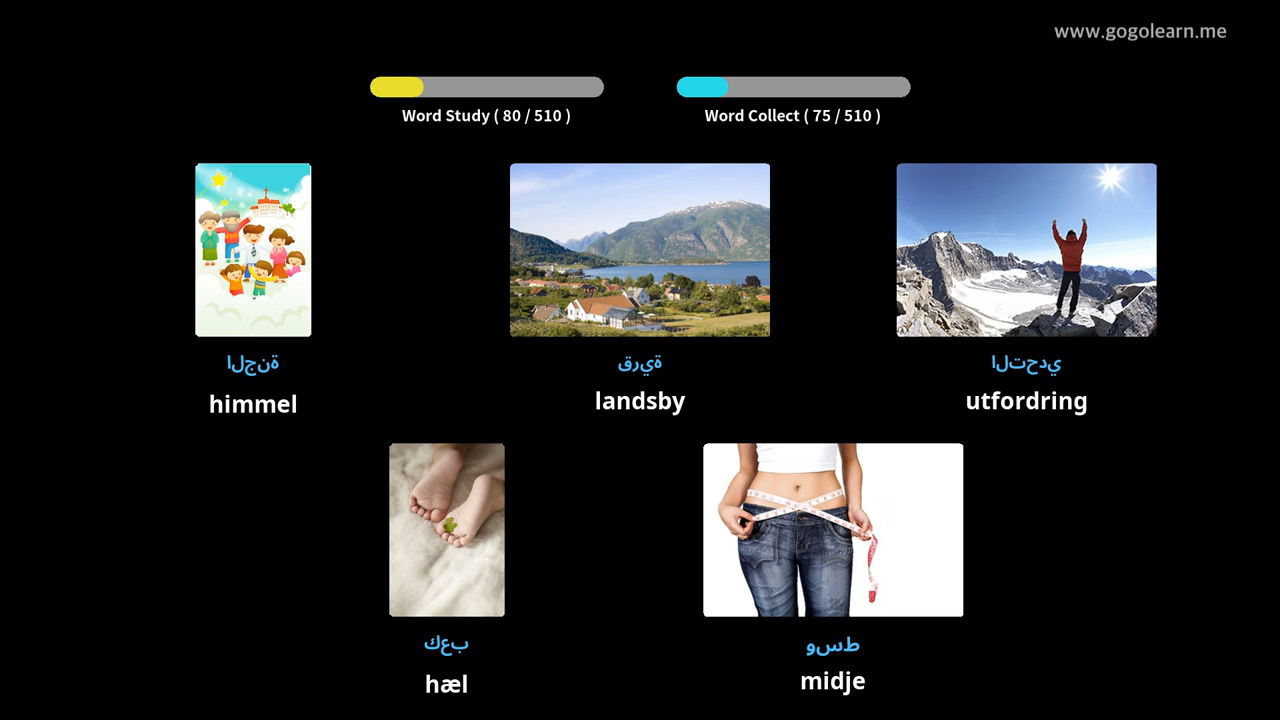 www.gogolearn.me
Word Study ( 80 / 510 )
Word Collect ( 75 / 510 )
الجنة
himmel
قرية
landsby
التحدي
utfordring
كعب
hæl
وسط
midje